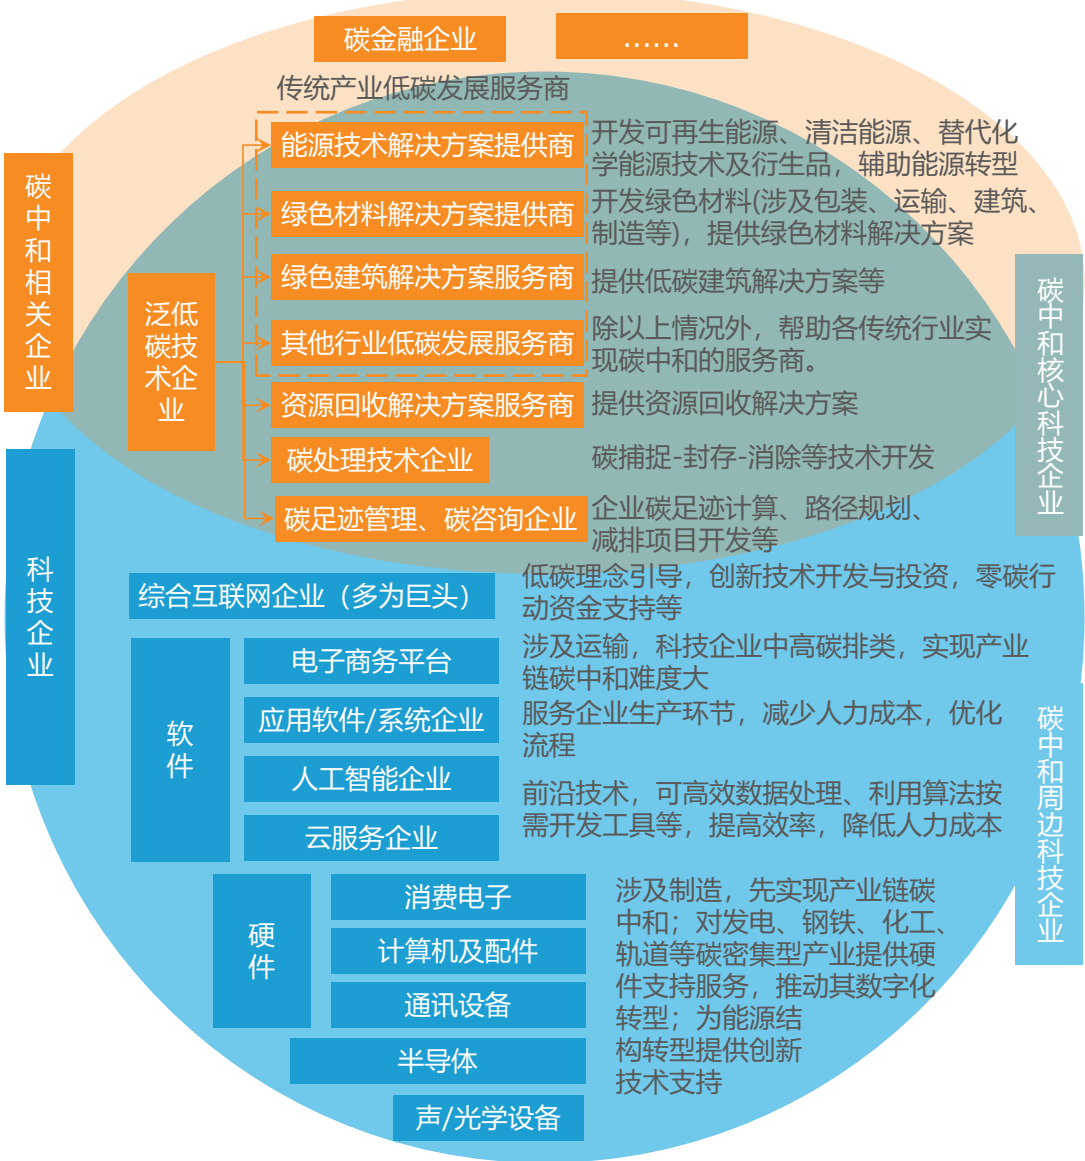 碳金融企业
……
传统产业低碳发展服务商
碳中和相关企业
泛低
碳技
术企
业
能源技术解决方案提供商
开发可再生能源、清洁能源、替代化
学能源技术及衍生品，辅助能源转型
绿色材料解决方案提供商
开发绿色材料(涉及包装、运输、建筑、
制造等)，提供绿色材料解决方案
绿色建筑解决方案服务商
提供低碳建筑解决方案等
其他行业低碳发展服务商
除以上情况外，帮助各传统行业实
现碳中和的服务商。
资源回收解决方案服务商
提供资源回收解决方案
碳处理技术企业
碳捕捉-封存-消除等技术开发
碳足迹管理、碳咨询企业
企业碳足迹计算、路径规划、
减排项目开发等
碳中和核心科技企业
科技企业
综合互联网企业（多为巨头）
低碳理念引导，创新技术开发与投资，零碳行
动资金支持等
软件
电子商务平台
涉及运输，科技企业中高碳排类，实现产业
链碳中和难度大
应用软件/系统企业
服务企业生产环节，减少人力成本，优化
流程
人工智能企业
云服务企业
前沿技术，可高效数据处理、利用算法按
需开发工具等，提高效率，降低人力成本
碳中和周边科技企业
硬件
消费电子
计算机及配件
通讯设备
半导体
声/光学设备
涉及制造，先实现产业链碳
中和；对发电、钢铁、化工、
轨道等碳密集型产业提供硬
件支持服务，推动其数字化
转型；为能源结
构转型提供创新
技术支持